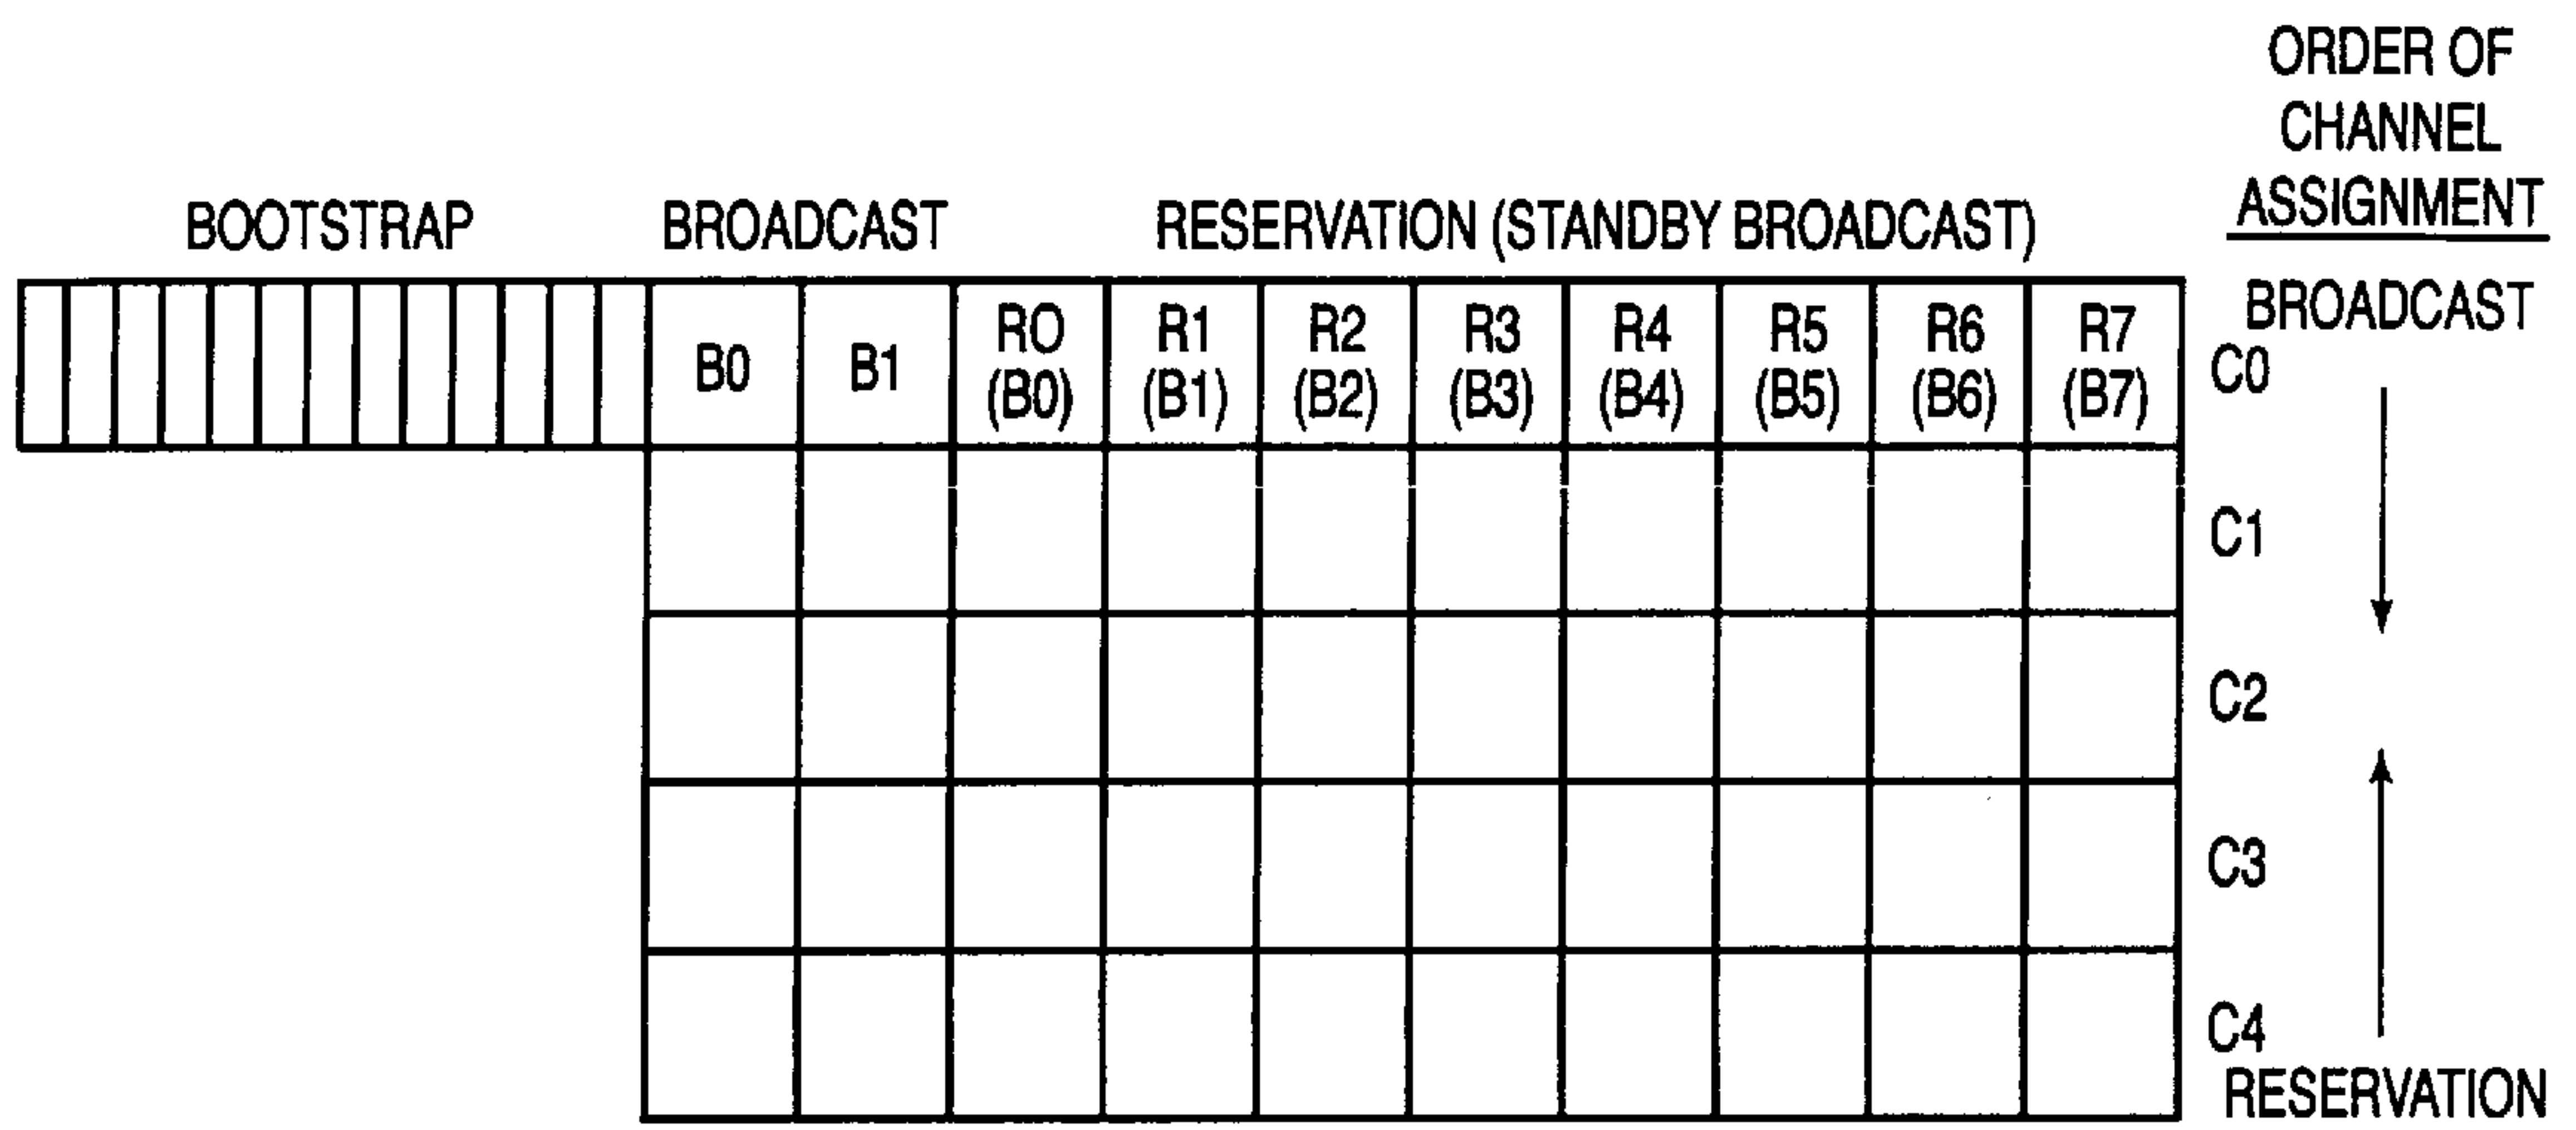 ORDER OF
CHANNEL
ASSIGNMENT
BOOTSTRAP BROADCAST RESERVATION (STANDBY BROADCAST)
BROADCAST
B0 B1 RO R1 R2 R3 R4 R5 R6 R7
(B0) (B1) (B2) (B3) (B4) (B5) (B6) (B7)
C0
C1
C2
C3
C4
RESERVATION